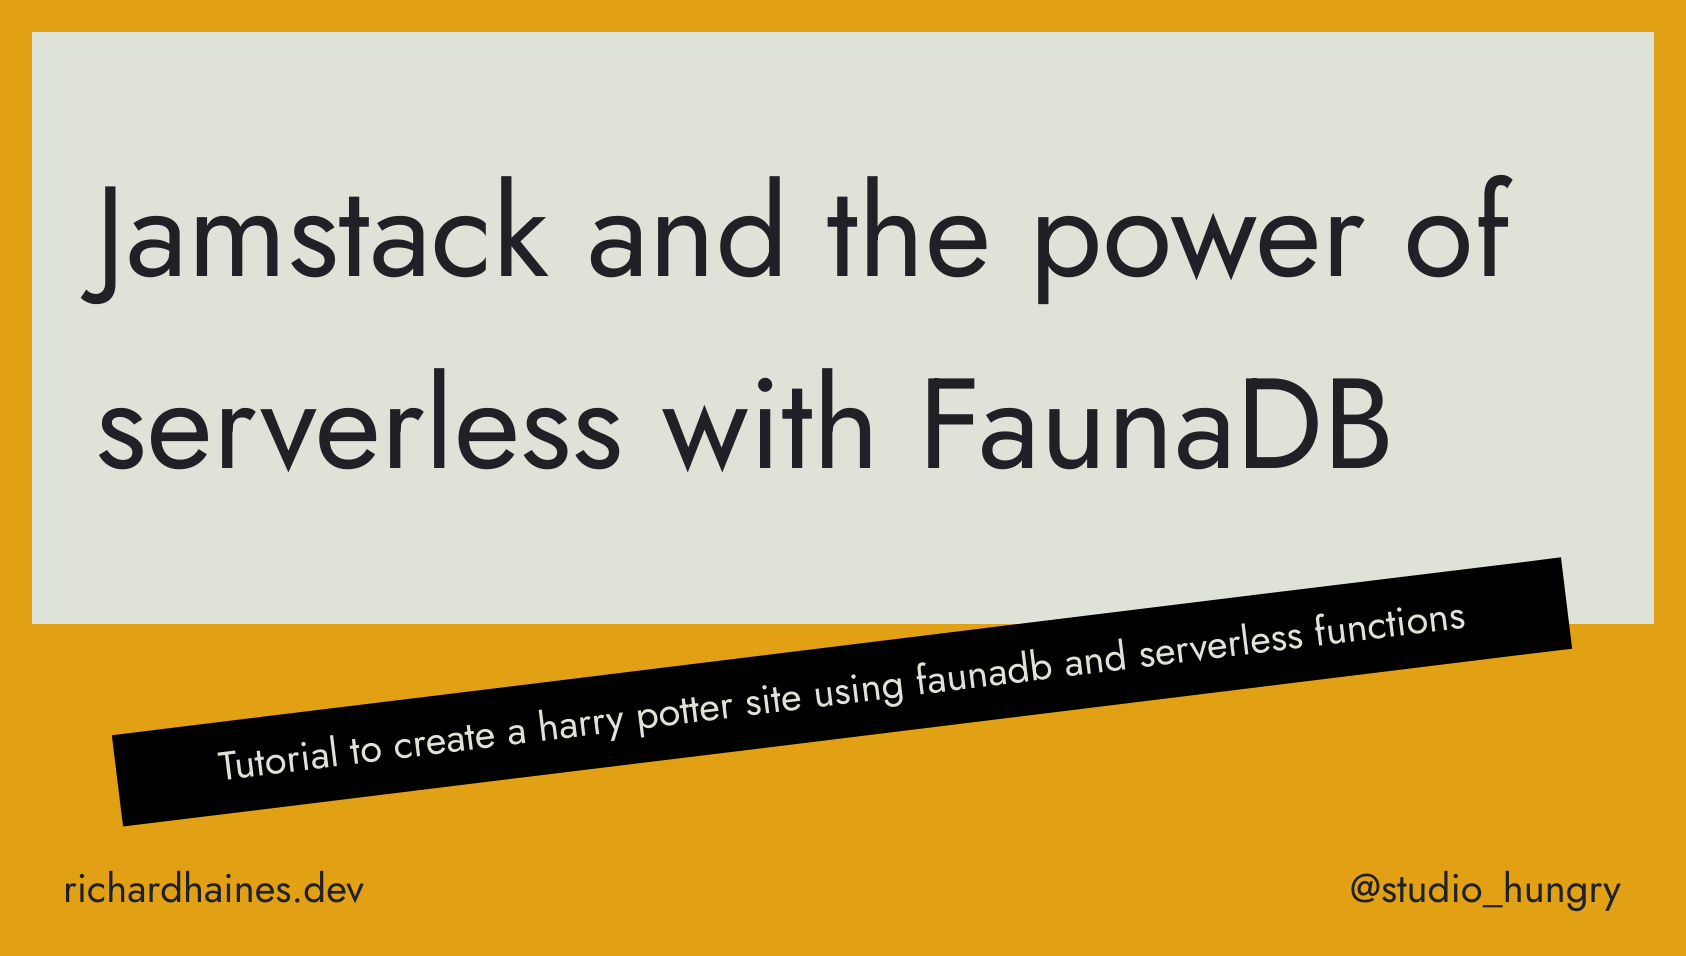 Jamstack and the power of
serverless with FaunaDB
Tutorial to create a harry potter site using faunadb and serverless functions
richardhaines.dev
@studio_hungry